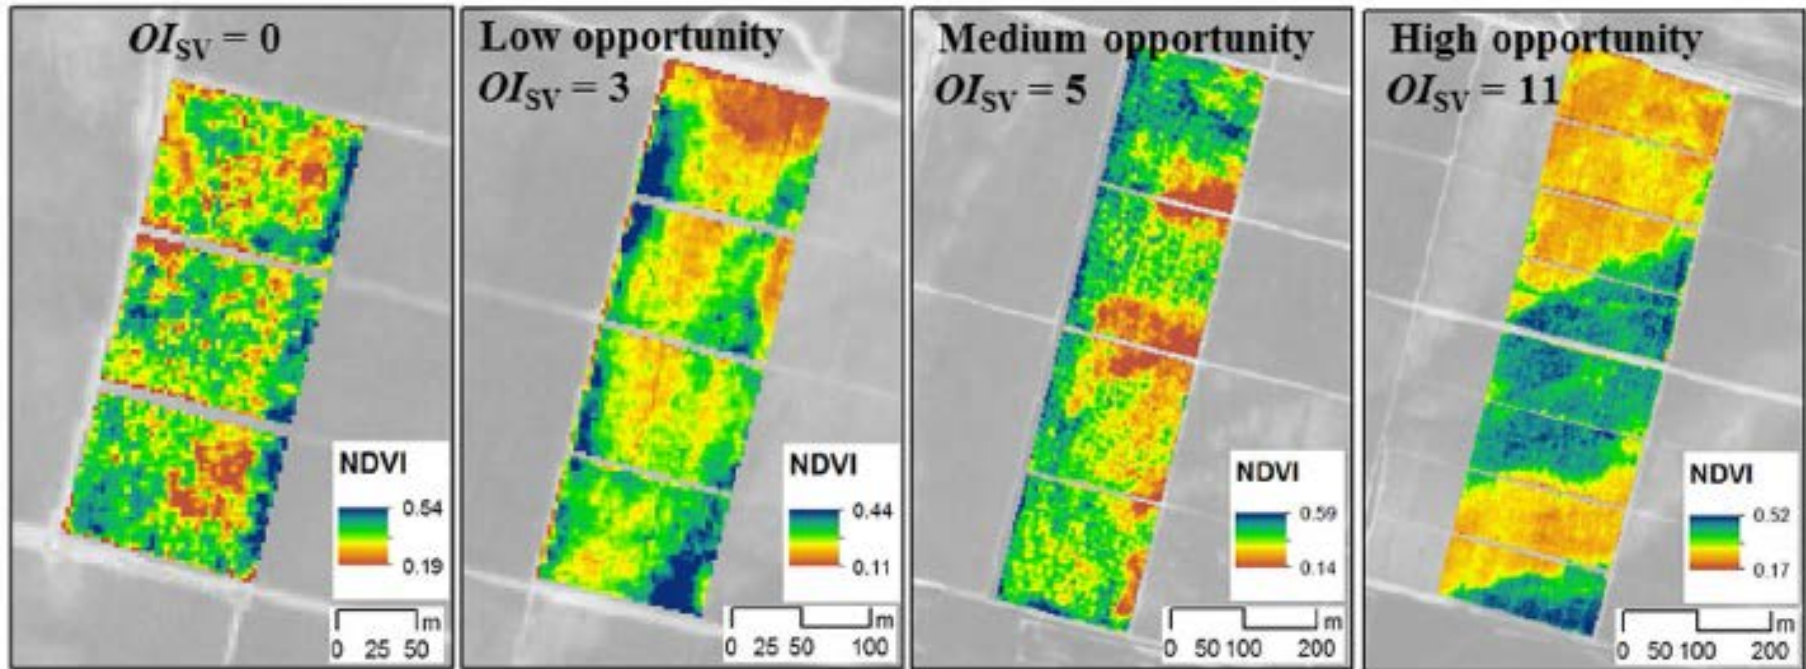 OISV = 0
NDVI
0.54
0.19
m
0 25 50
Low opportunity
OISV = 3
NDVI
0.44
0.11
m
0 25 50 100
Medium opportunity
OISV = 5
NDVI
0.59
0.14
m
0 50 100 200
High opportunity
OISV = 11
NDVI
0.52
0.17
m
0 50 100 200